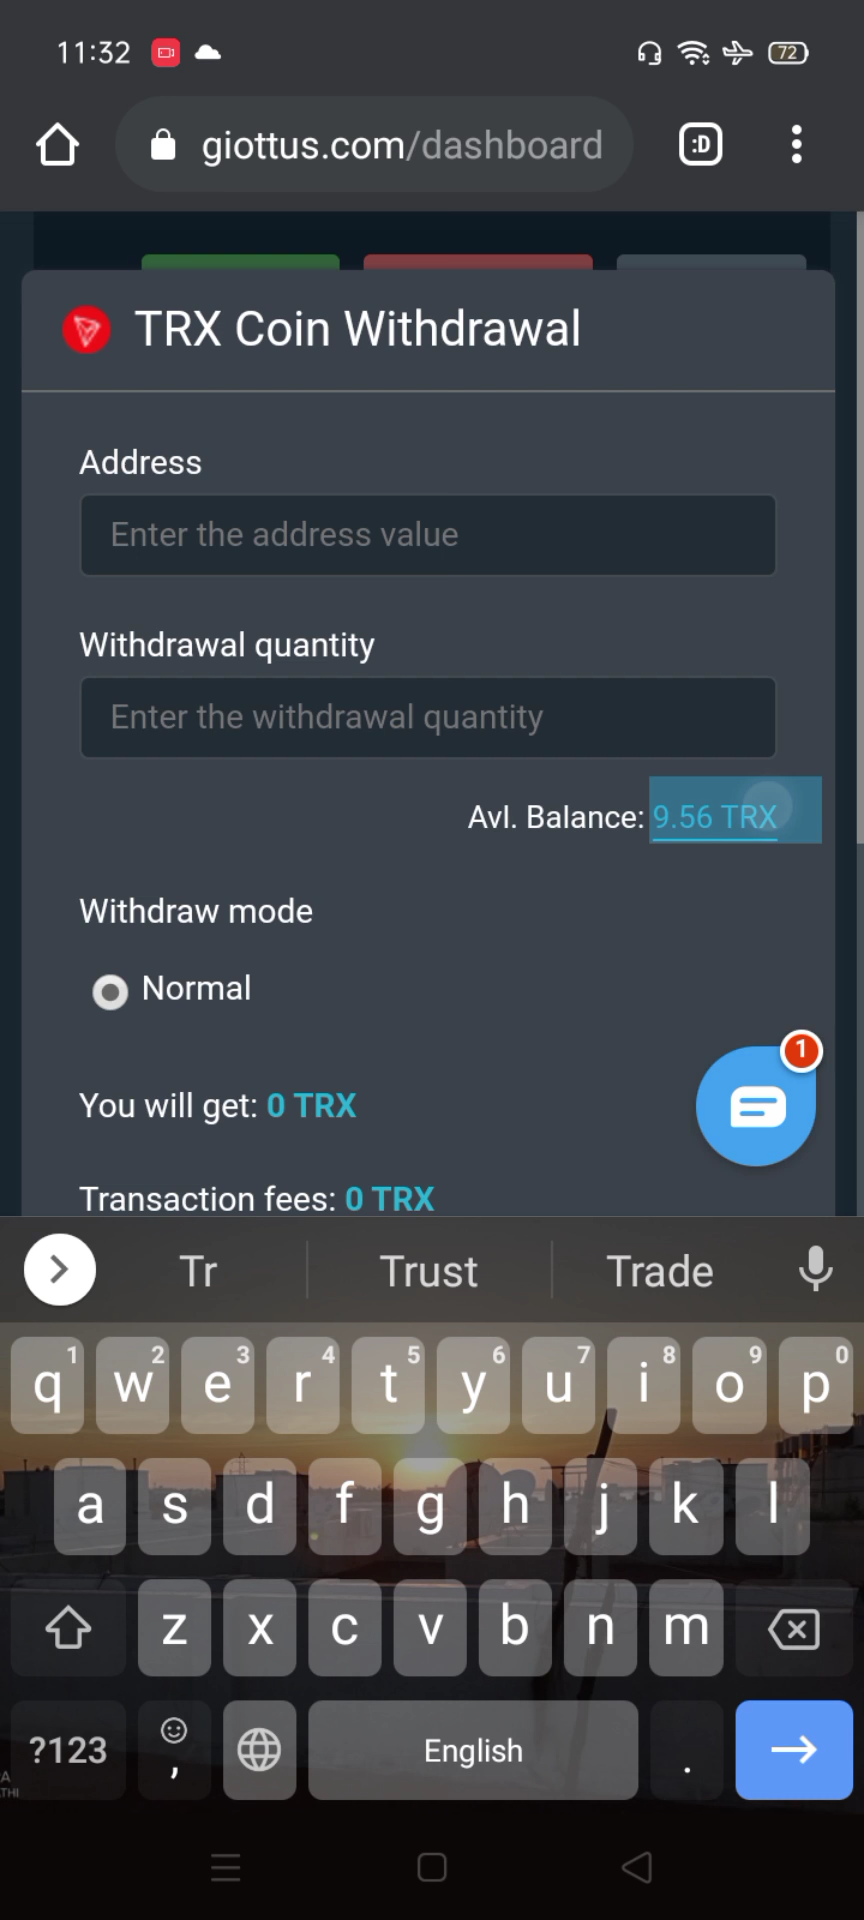 11:32
72
giottus.com/dashboard
:D
TRX Coin Withdrawal
Address
Enter the address value
Withdrawal quantity
Enter the withdrawal quantity
Avl. Balance: 9.56 TRX
Withdraw mode
Normal
1
You will get: 0 TRX
Transaction fees: 0 TRX
Tr Trust Trade
1 2 3 4 5 6 7 8 9 0
q w e r t y u i o p
a s d f g h j k l
z x c v b n m
?123 , English .